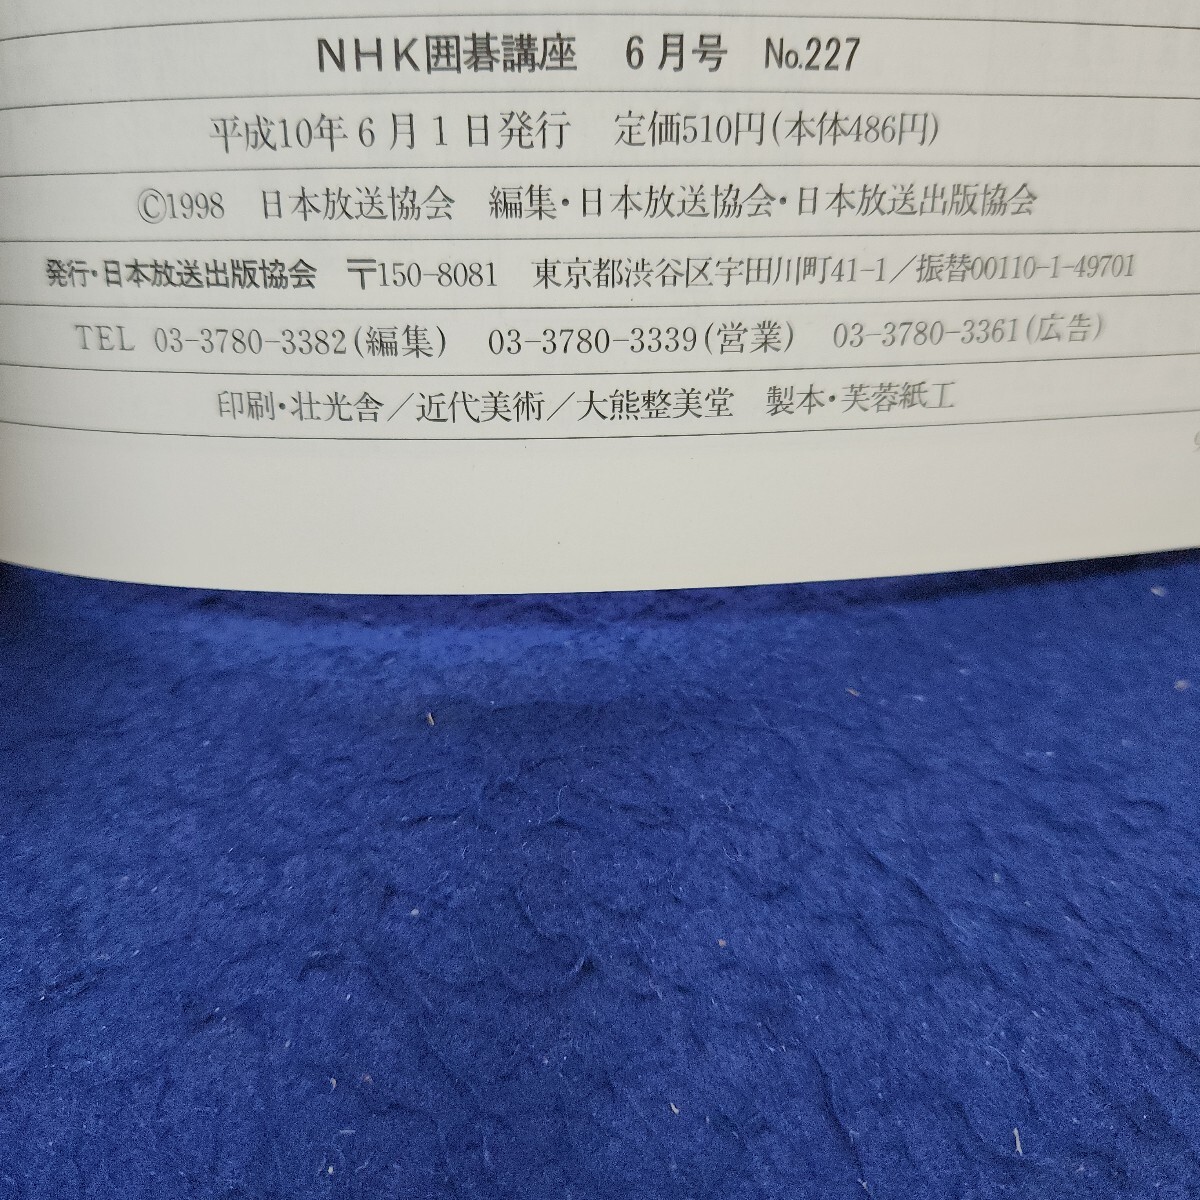 NHK囲碁講座　6月号　No.227
平成10年6月1日発行　定価510円(本体486円)
©1998　日本放送協会　編集・日本放送協会・日本放送出版協会
発行・日本放送出版協会　〒150-8081　東京都渋谷区宇田川町41-1／振替00110-1-49701
TEL 03-3780-3382(編集)　03-3780-3339(営業)　03-3780-3361(広告)
印刷・壮光舎／近代美術／大熊整美堂　製本・芙蓉紙工